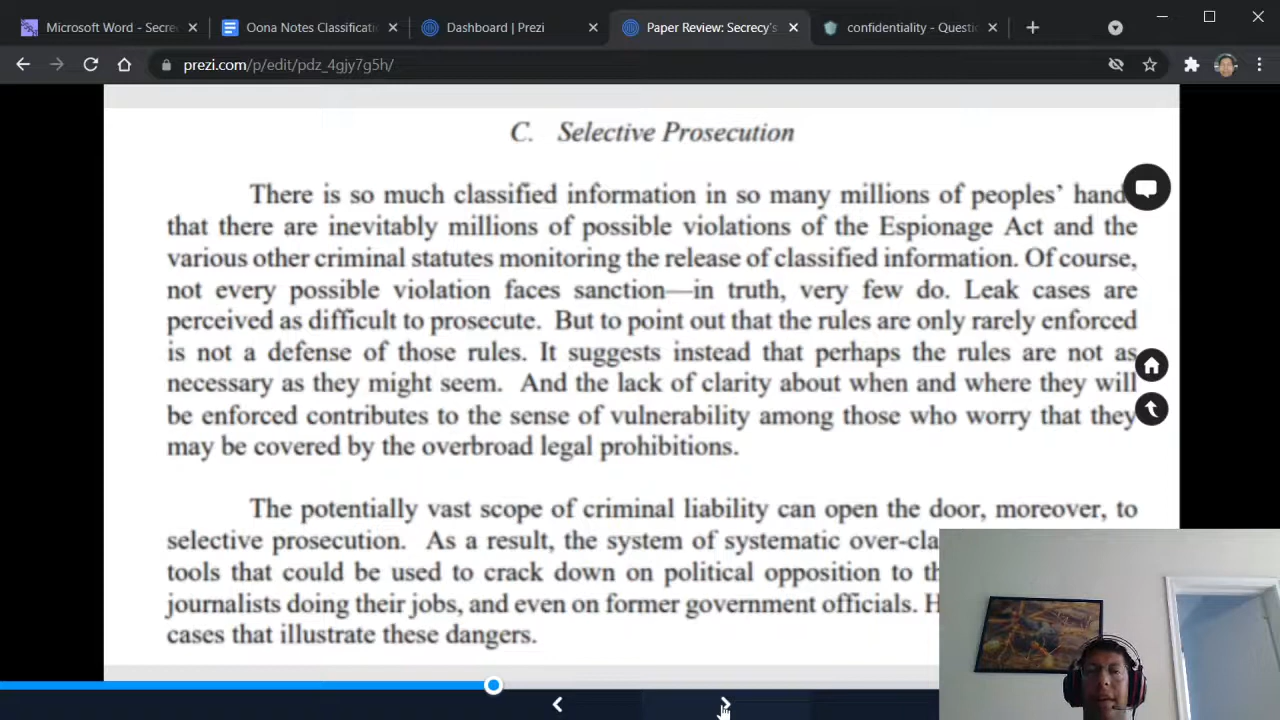 Microsoft Word - Secre
Oona Notes Classificati
Dashboard | Prezi
Paper Review: Secrecy's
confidentiality - Questio
prezi.com/p/edit/pdz_4gjy7g5h/
C. Selective Prosecution
There is so much classified information in so many millions of peoples' hand
that there are inevitably millions of possible violations of the Espionage Act and the
various other criminal statutes monitoring the release of classified information. Of course,
not every possible violation faces sanction—in truth, very few do. Leak cases are
perceived as difficult to prosecute. But to point out that the rules are only rarely enforced
is not a defense of those rules. It suggests instead that perhaps the rules are not as
necessary as they might seem. And the lack of clarity about when and where they will
be enforced contributes to the sense of vulnerability among those who worry that they
may be covered by the overbroad legal prohibitions.
The potentially vast scope of criminal liability can open the door, moreover, to
selective prosecution. As a result, the system of systematic over-cla
tools that could be used to crack down on political opposition to th
journalists doing their jobs, and even on former government officials. H
cases that illustrate these dangers.